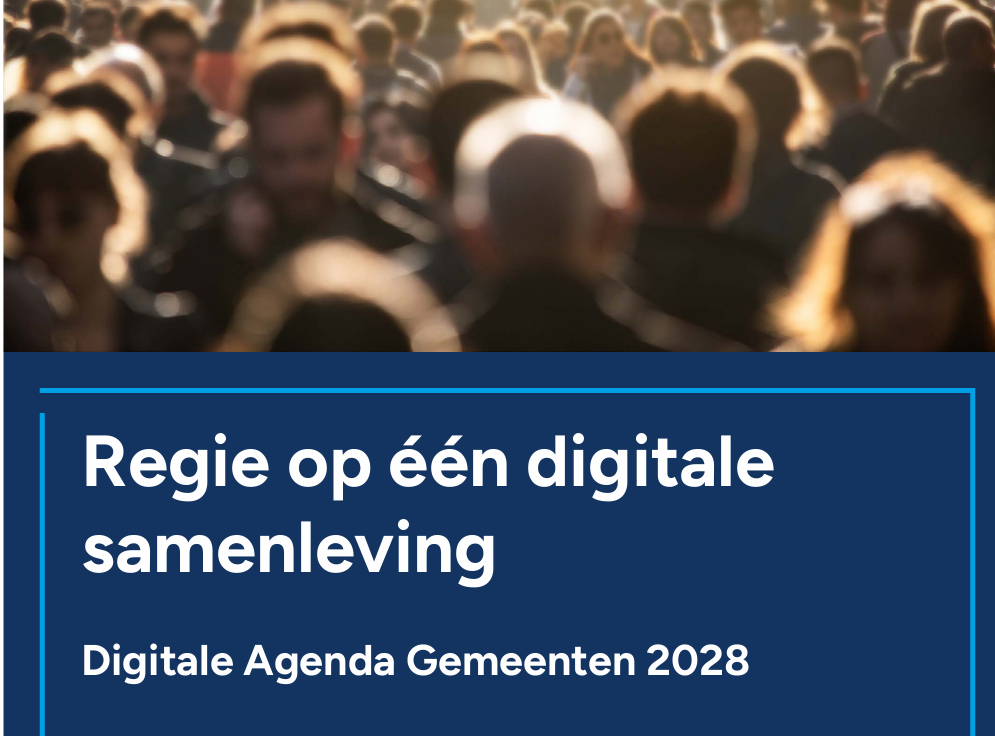 Regie op één digitale
samenleving
Digitale Agenda Gemeenten 2028